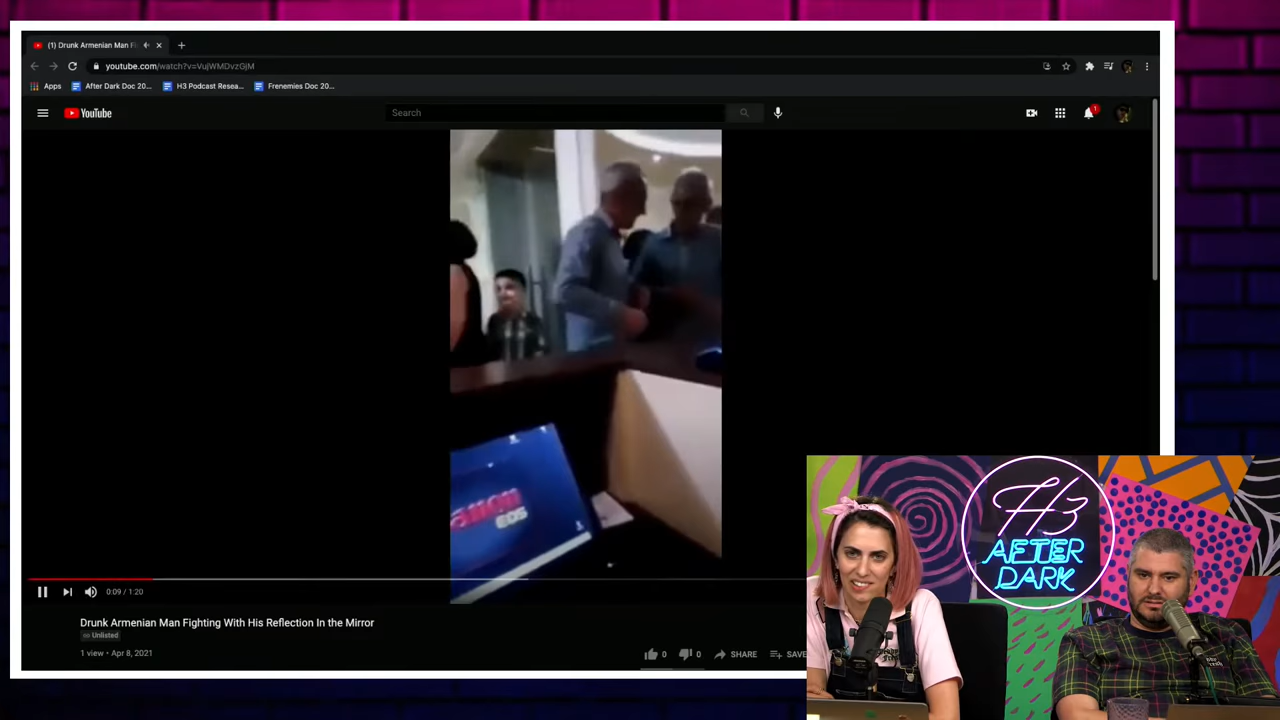 (1) Drunk Armenian Man Fi
youtube.com/watch?v=VujWMDvzGjM
Apps After Dark Doc 20... H3 Podcast Resea... Frenemies Doc 20...
YouTube
Search
1
EOS
0:09 / 1:20
Drunk Armenian Man Fighting With His Reflection In the Mirror
Unlisted
1 view • Apr 8, 2021
0 0 SHARE SAVE
H3
AFTER
DARK